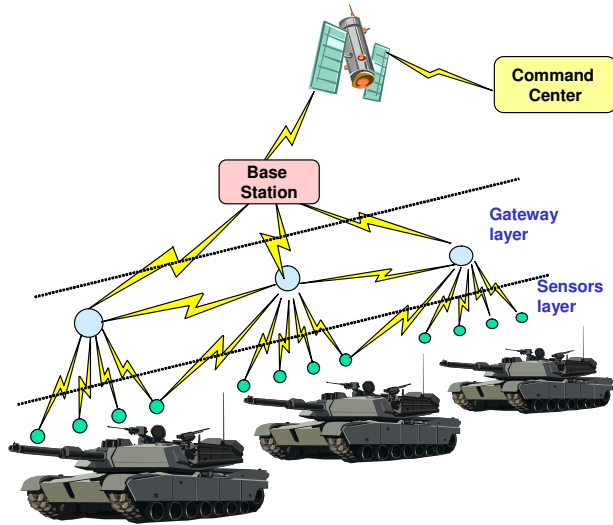 Command
Center
Base
Station
Gateway
layer
Sensors
layer